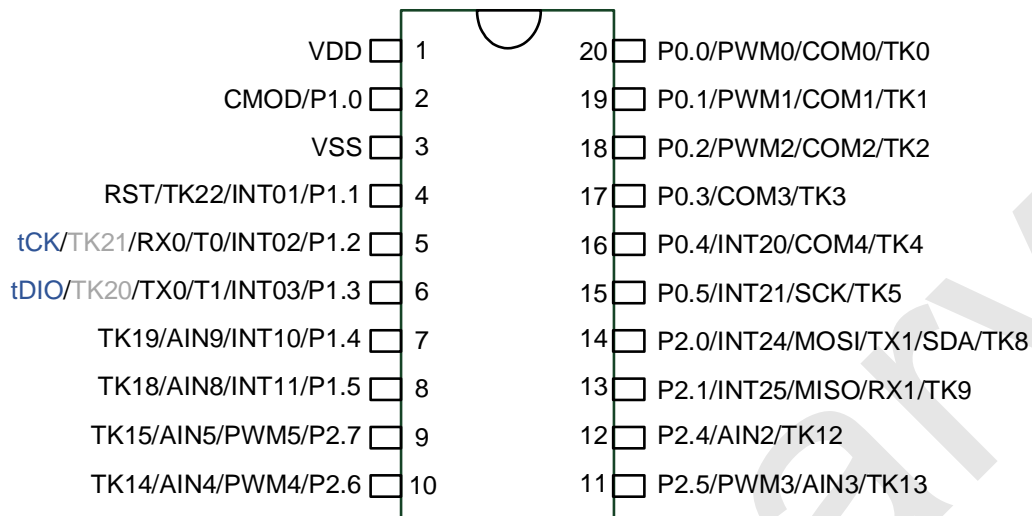 VDD 1 20 P0.0/PWM0/COM0/TK0
CMOD/P1.0 2 19 P0.1/PWM1/COM1/TK1
VSS 3 18 P0.2/PWM2/COM2/TK2
RST/TK22/INT01/P1.1 4 17 P0.3/COM3/TK3
tCK/TK21/RX0/T0/INT02/P1.2 5 16 P0.4/INT20/COM4/TK4
tDIO/TK20/TX0/T1/INT03/P1.3 6 15 P0.5/INT21/SCK/TK5
TK19/AIN9/INT10/P1.4 7 14 P2.0/INT24/MOSI/TX1/SDA/TK8
TK18/AIN8/INT11/P1.5 8 13 P2.1/INT25/MISO/RX1/TK9
TK15/AIN5/PWM5/P2.7 9 12 P2.4/AIN2/TK12
TK14/AIN4/PWM4/P2.6 10 11 P2.5/PWM3/AIN3/TK13